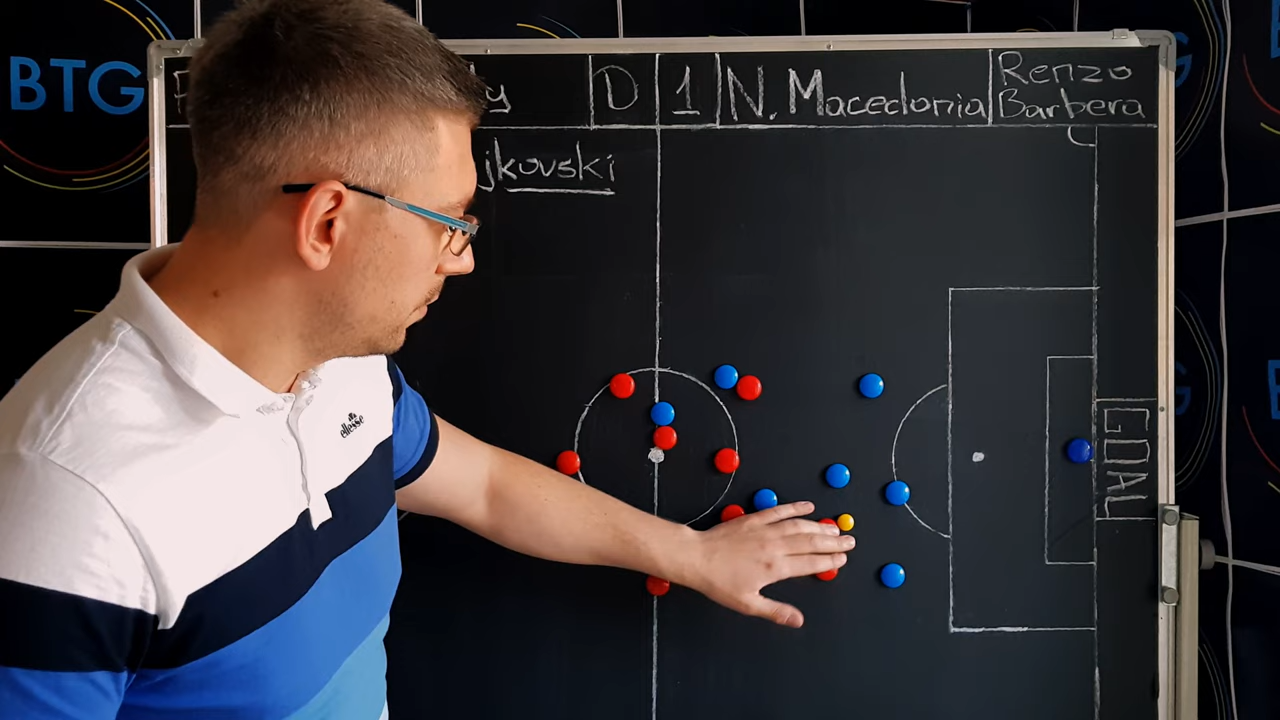 BTG
D 1 N. Macedonia Renzo Barbera
jkovski
ellesse
GOAL